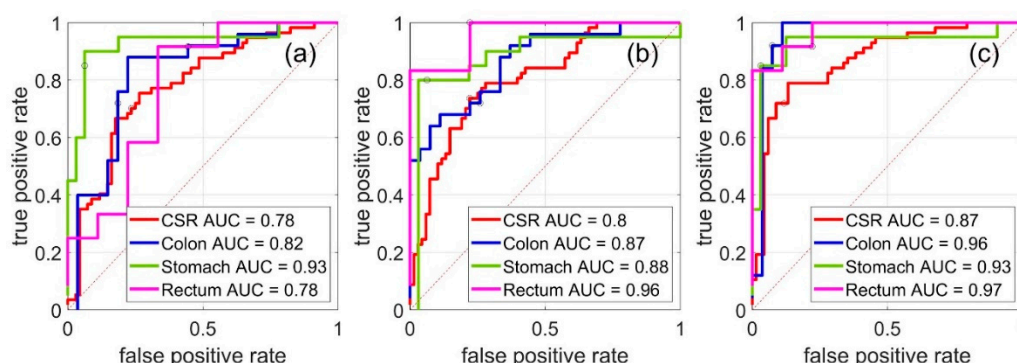 1
0.8
0.6
0.4
0.2
0
true positive rate
(a)
CSR AUC = 0.78
Colon AUC = 0.82
Stomach AUC = 0.93
Rectum AUC = 0.78
0
0.5
1
false positive rate
1
0.8
0.6
0.4
0.2
0
true positive rate
(b)
CSR AUC = 0.8
Colon AUC = 0.87
Stomach AUC = 0.88
Rectum AUC = 0.96
0
0.5
1
false positive rate
1
0.8
0.6
0.4
0.2
0
true positive rate
(c)
CSR AUC = 0.87
Colon AUC = 0.96
Stomach AUC = 0.93
Rectum AUC = 0.97
0
0.5
1
false positive rate